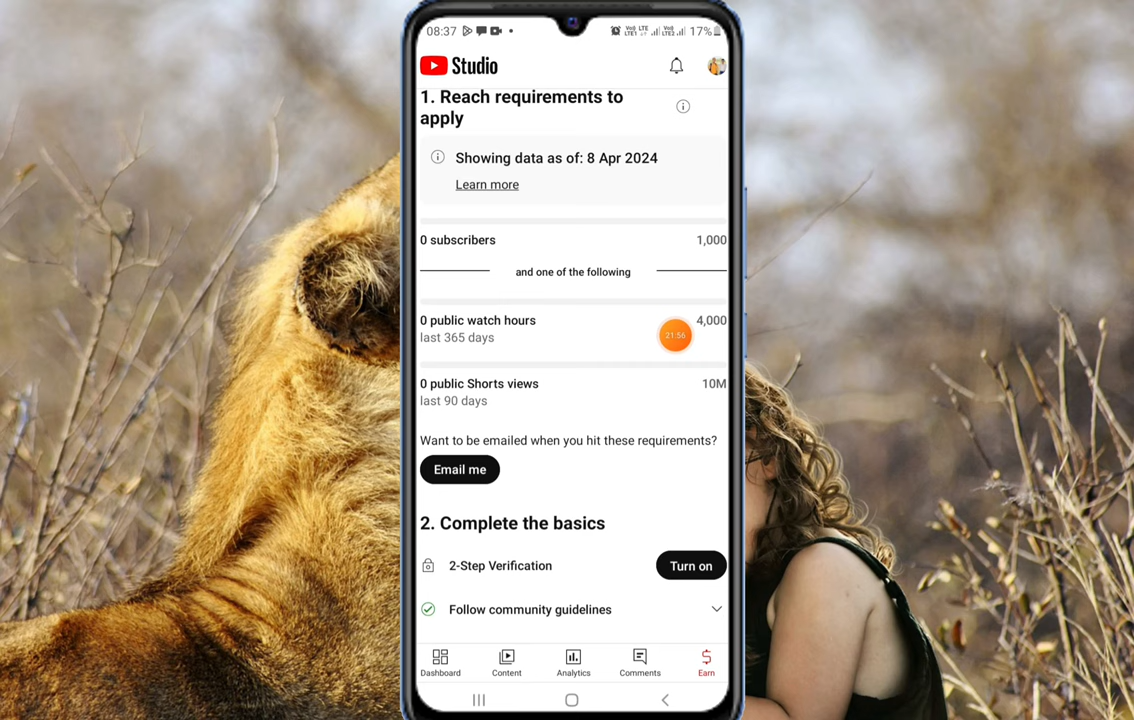 08:37 17%
Studio
1. Reach requirements to
apply
Showing data as of: 8 Apr 2024
Learn more
0 subscribers 1,000
and one of the following
0 public watch hours 4,000
last 365 days
21:56
0 public Shorts views 10M
last 90 days
Want to be emailed when you hit these requirements?
Email me
2. Complete the basics
2-Step Verification Turn on
Follow community guidelines
Dashboard Content Analytics Comments Earn